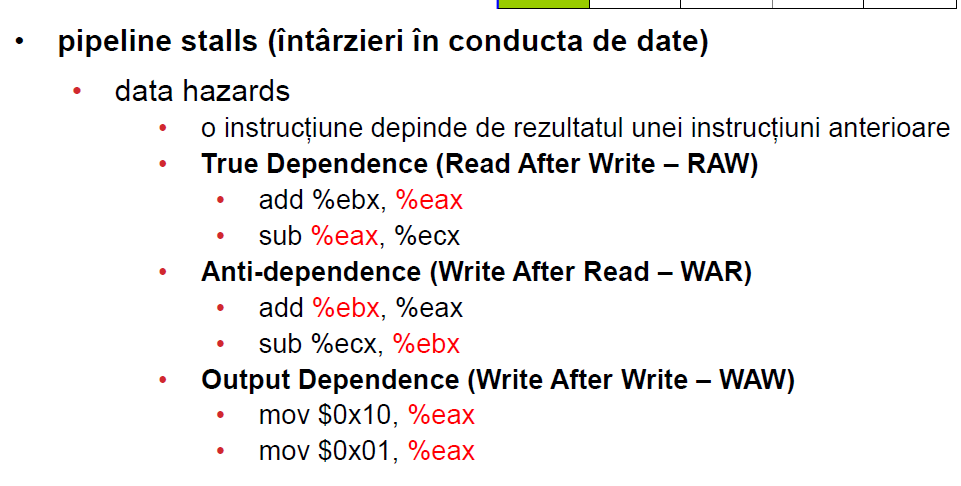 • pipeline stalls (întârzieri în conducta de date)
• data hazards
• o instrucțiune depinde de rezultatul unei instrucțiuni anterioare
• True Dependence (Read After Write – RAW)
• add %ebx, %eax
• sub %eax, %ecx
• Anti-dependence (Write After Read – WAR)
• add %ebx, %eax
• sub %ecx, %ebx
• Output Dependence (Write After Write – WAW)
• mov $0x10, %eax
• mov $0x01, %eax